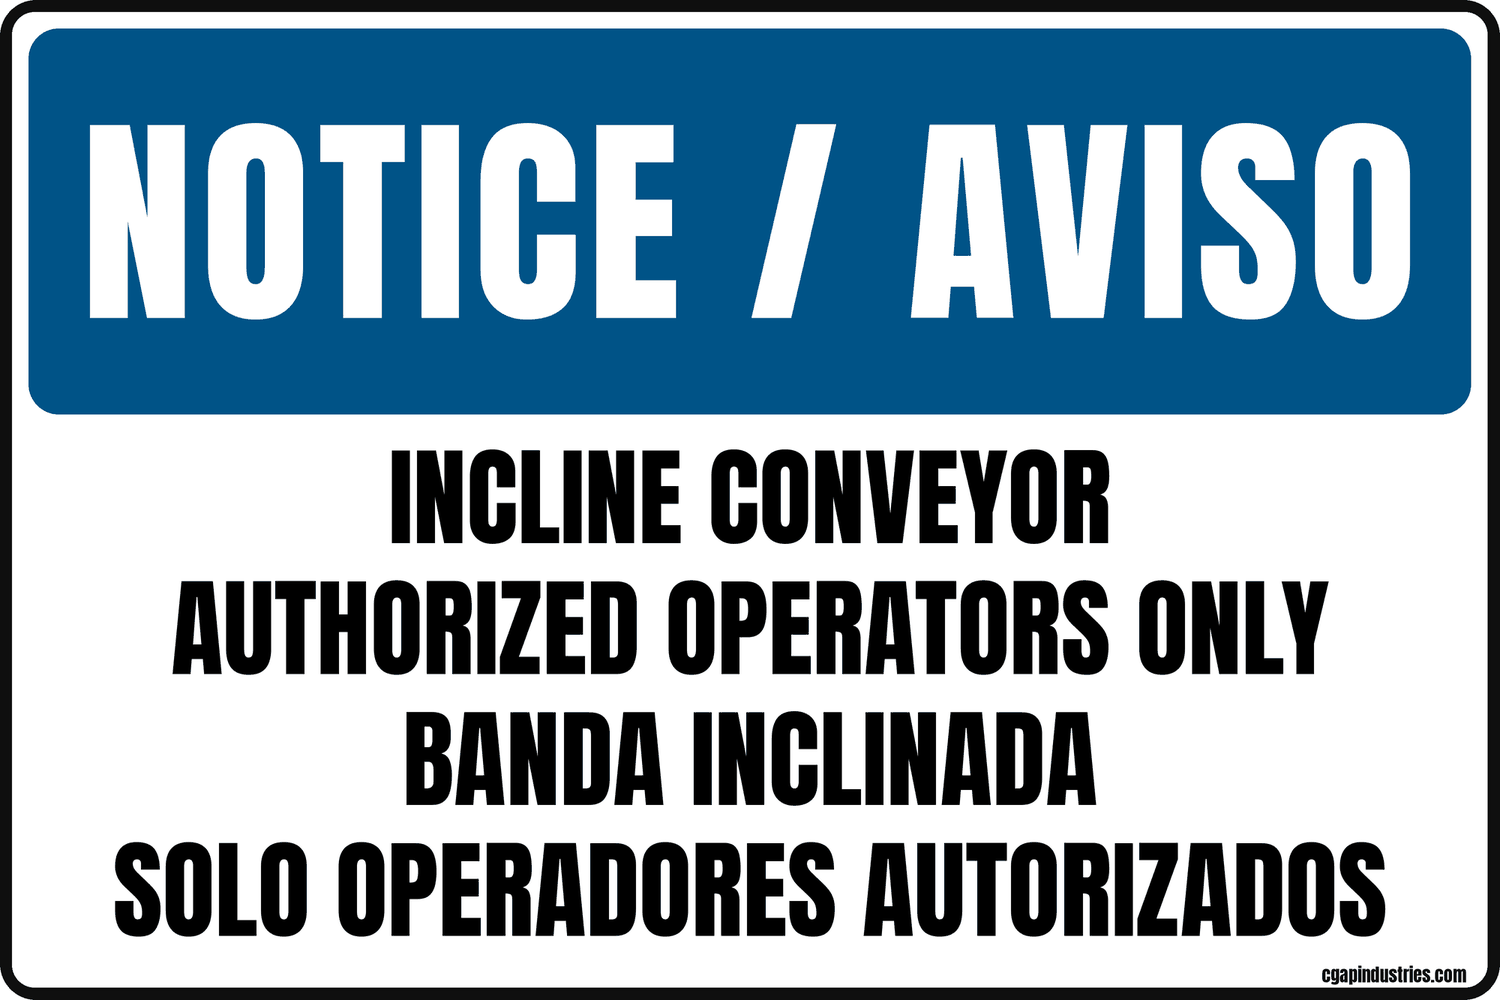 NOTICE / AVISO
INCLINE CONVEYOR
AUTHORIZED OPERATORS ONLY
BANDA INCLINADA
SOLO OPERADORES AUTORIZADOS
cgapindustries.com